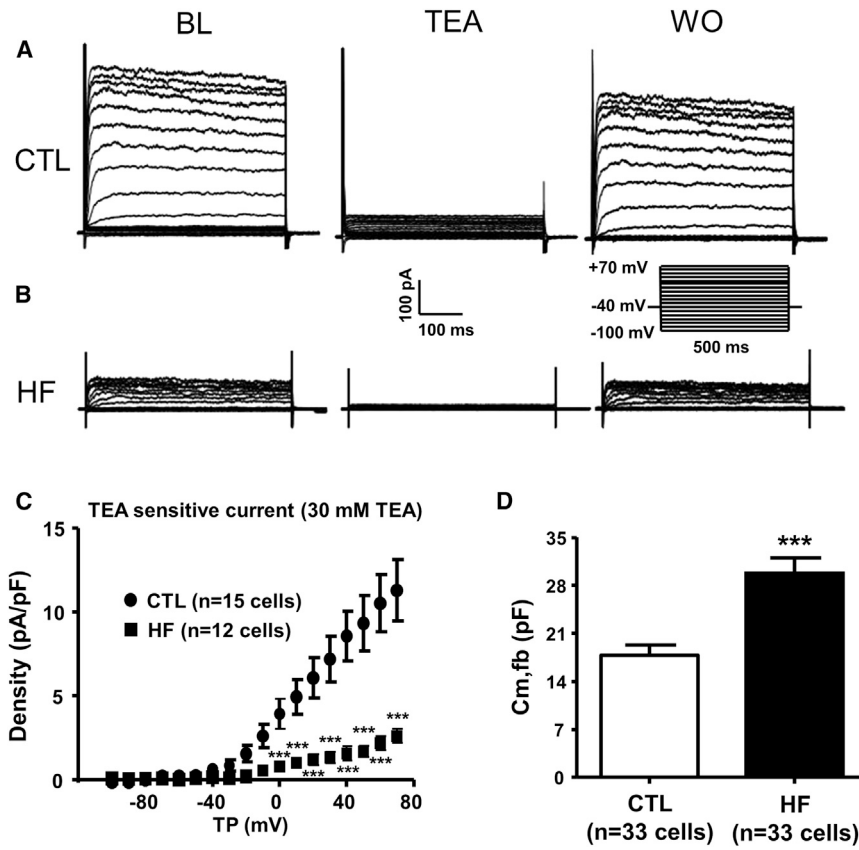 BL TEA WO
A
CTL
+70 mV
-40 mV
-100 mV
500 ms
100 pA
100 ms
B
HF
C
TEA sensitive current (30 mM TEA)
15
10
5
0
Density (pA/pF)
CTL (n=15 cells)
HF (n=12 cells)
*** *** *** *** *** *** *** ***
-80 -40 0 40 80
TP (mV)
D
35
28
21
14
7
0
Cm,fb (pF)
***
CTL HF
(n=33 cells) (n=33 cells)